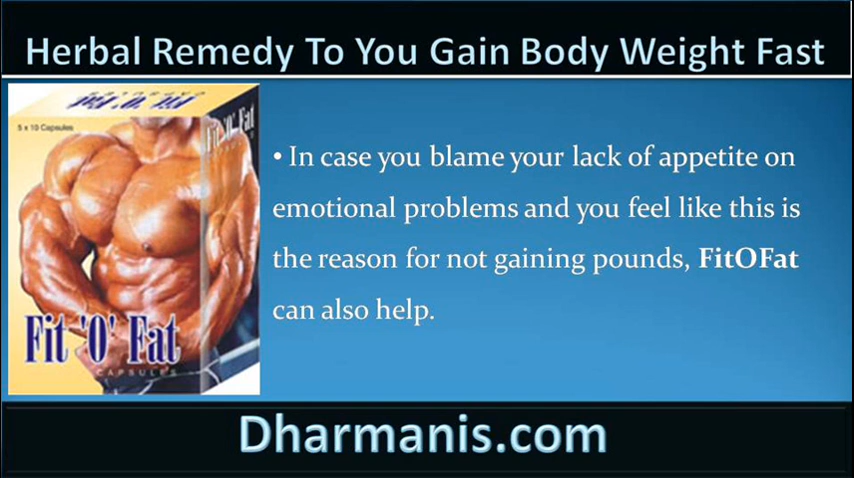 Herbal Remedy To You Gain Body Weight Fast
5 x 10 Capsules
Fit 'O' Fat
• In case you blame your lack of appetite on
emotional problems and you feel like this is
the reason for not gaining pounds, FitOFat
can also help.
Fit 'O' Fat
CAPSULES
Dharmanis.com